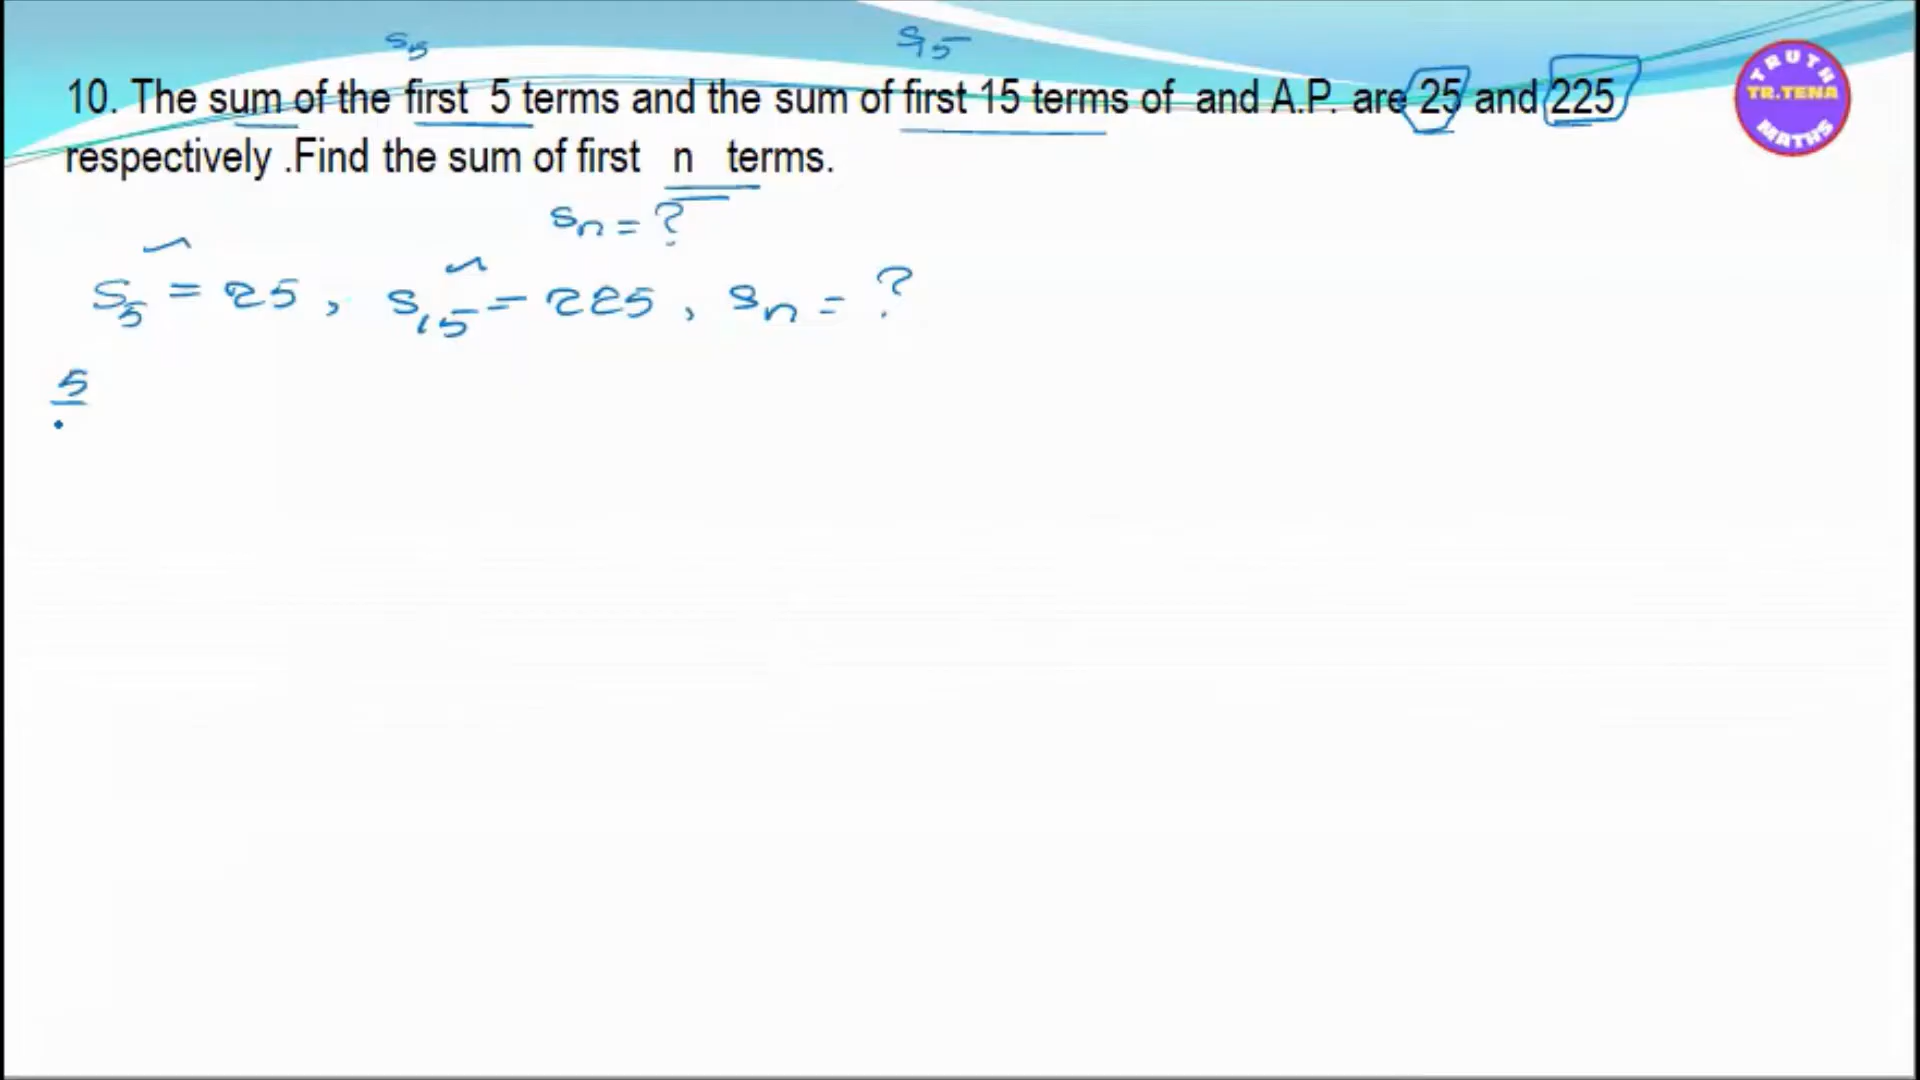 S5 S15
10. The sum of the first 5 terms and the sum of first 15 terms of and A.P. are 25 and 225
respectively .Find the sum of first n terms.
Sn = ?
S5 = 25 , S15 = 225 , Sn = ?
5
TRUTH
TR.TENA
MATHS